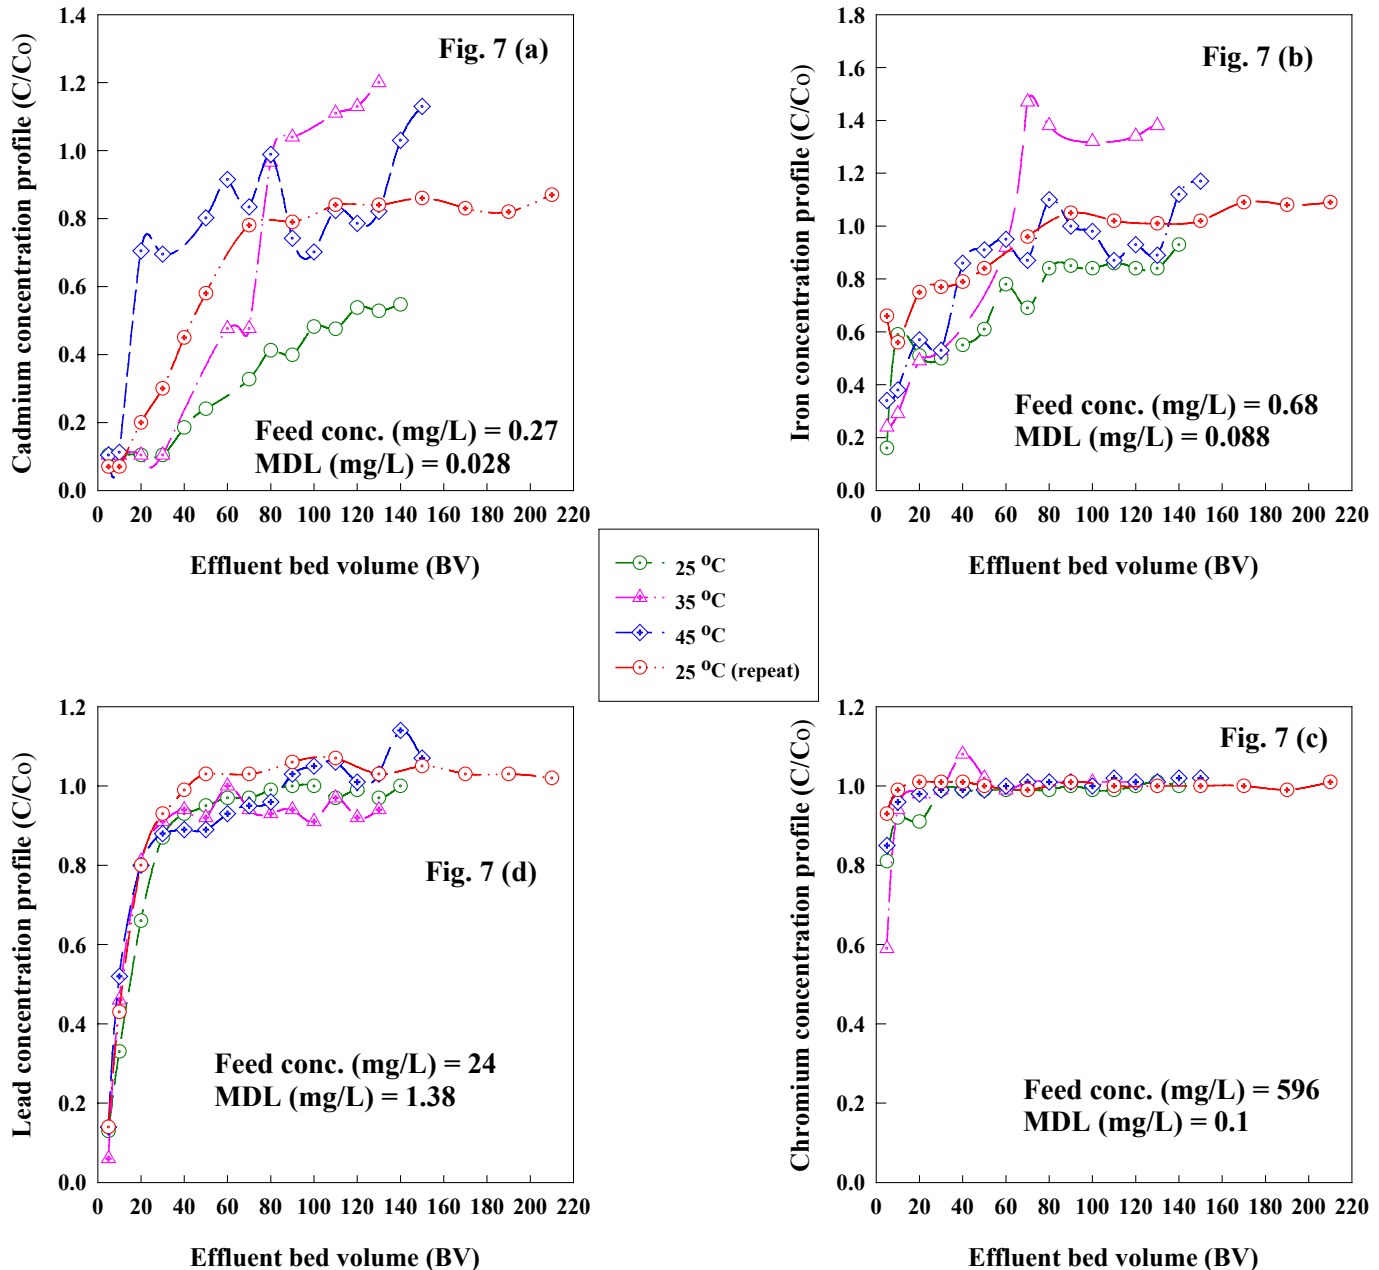 Cadmium concentration profile (C/Co)
1.4
1.2
1.0
0.8
0.6
0.4
0.2
0.0
Fig. 7 (a)
Feed conc. (mg/L) = 0.27
MDL (mg/L) = 0.028
0 20 40 60 80 100 120 140 160 180 200 220
Effluent bed volume (BV)
Iron concentration profile (C/Co)
1.8
1.6
1.4
1.2
1.0
0.8
0.6
0.4
0.2
0.0
Fig. 7 (b)
Feed conc. (mg/L) = 0.68
MDL (mg/L) = 0.088
0 20 40 60 80 100 120 140 160 180 200 220
Effluent bed volume (BV)
25 ºC
35 ºC
45 ºC
25 ºC (repeat)
Lead concentration profile (C/Co)
1.2
1.0
0.8
0.6
0.4
0.2
0.0
Fig. 7 (d)
Feed conc. (mg/L) = 24
MDL (mg/L) = 1.38
0 20 40 60 80 100 120 140 160 180 200 220
Effluent bed volume (BV)
Chromium concentration profile (C/Co)
1.2
1.0
0.8
0.6
0.4
0.2
0.0
Fig. 7 (c)
Feed conc. (mg/L) = 596
MDL (mg/L) = 0.1
0 20 40 60 80 100 120 140 160 180 200 220
Effluent bed volume (BV)